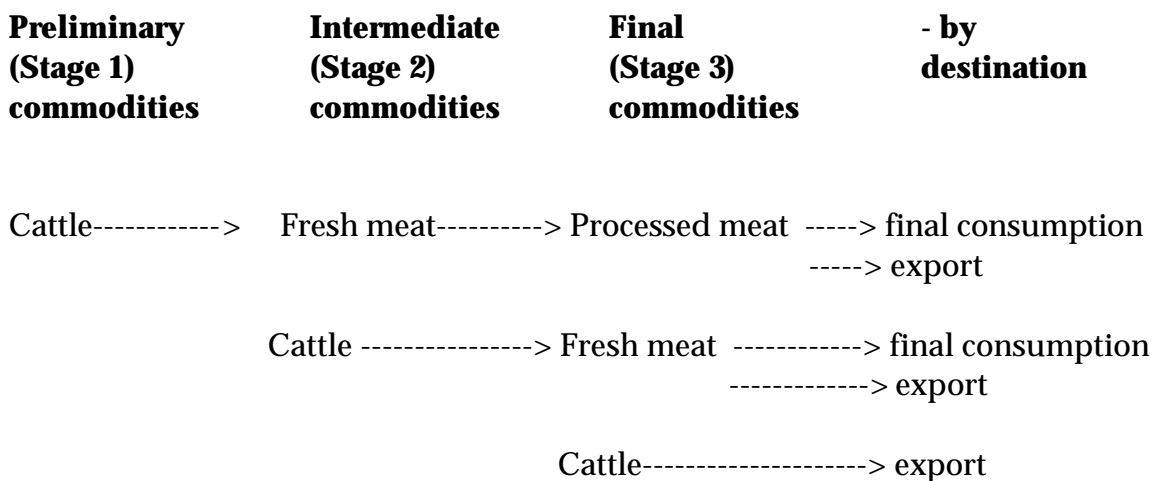 Preliminary Intermediate Final - by
(Stage 1) (Stage 2) (Stage 3) destination
commodities commodities commodities
Cattle------------> Fresh meat----------> Processed meat -----> final consumption
-----> export
Cattle ----------------> Fresh meat ------------> final consumption
-------------> export
Cattle---------------------> export